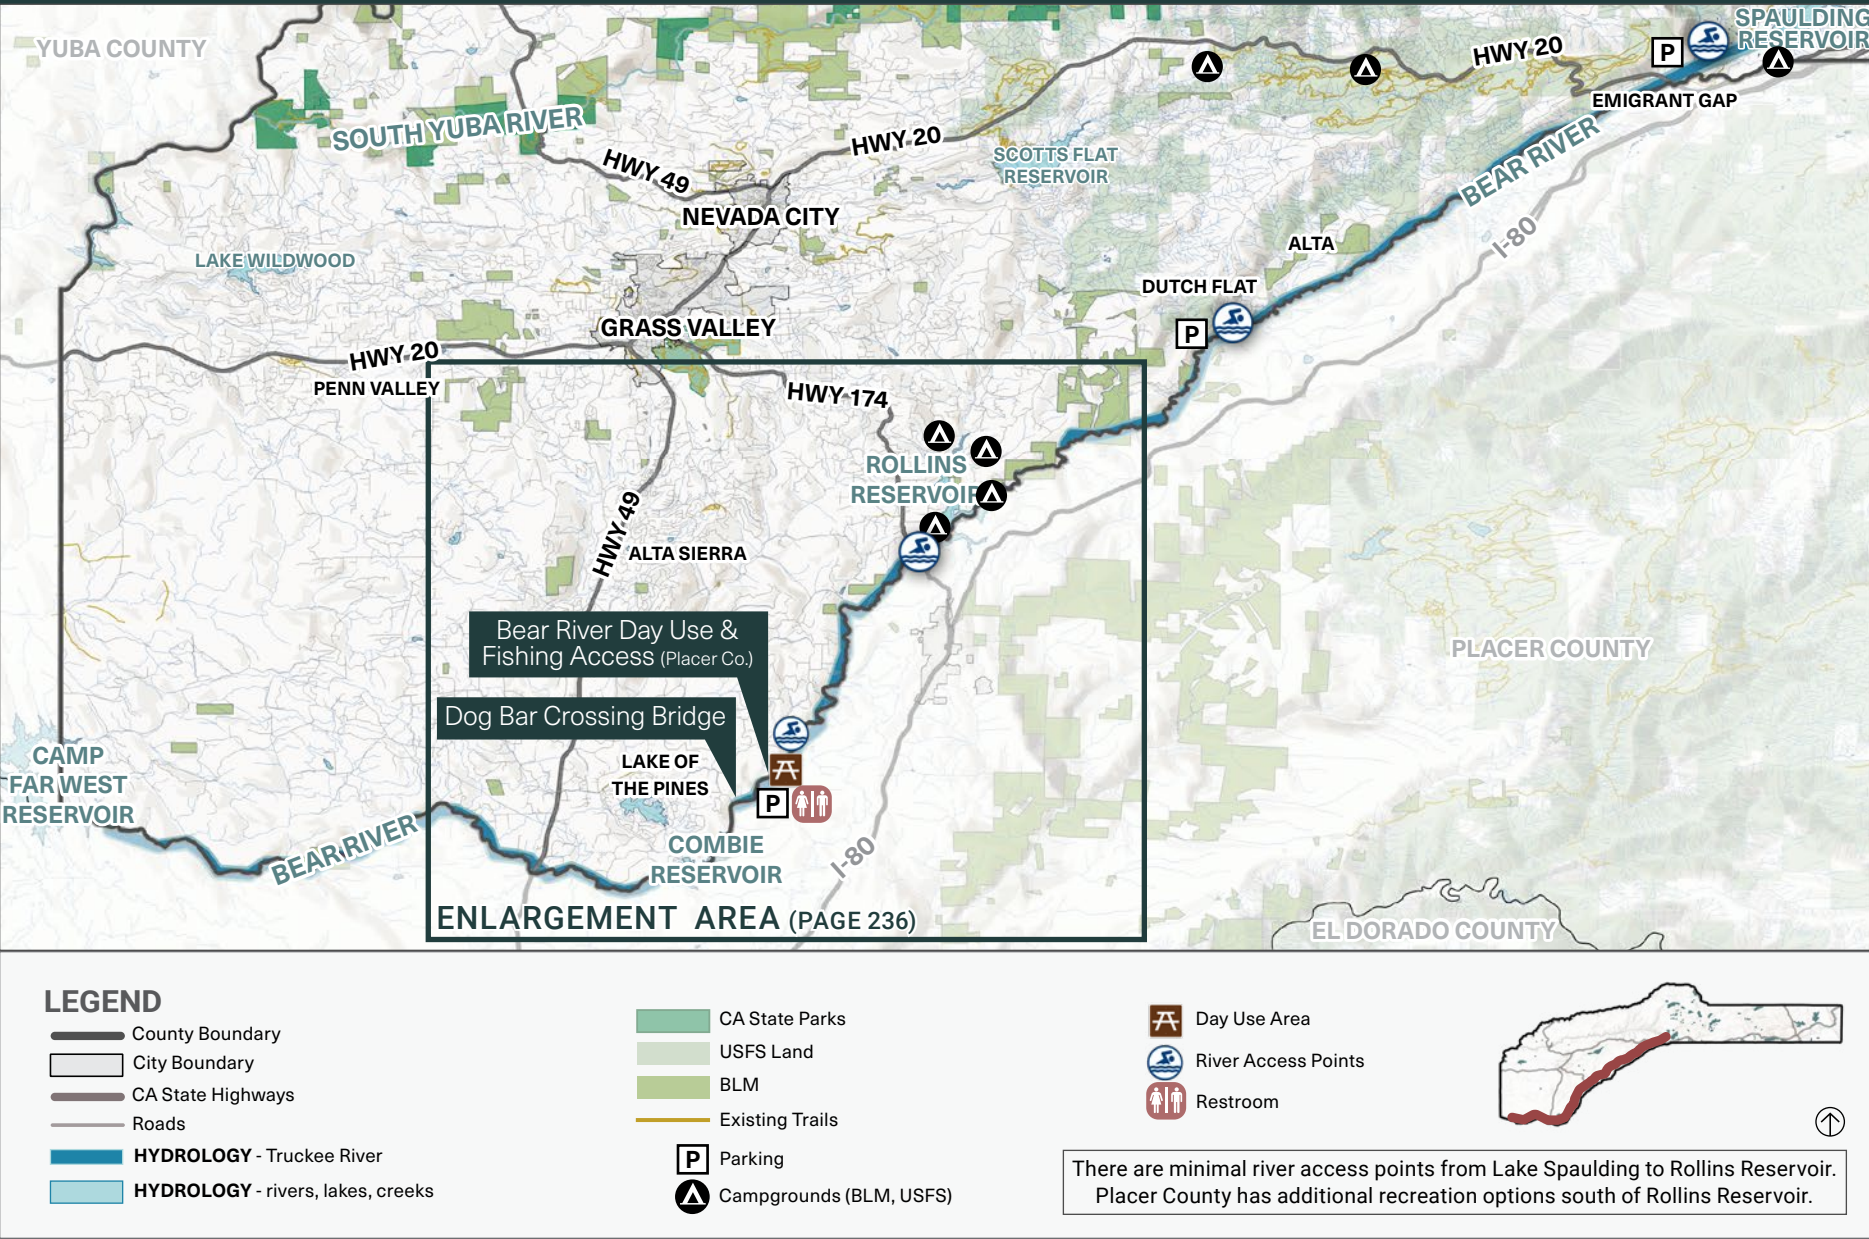 YUBA COUNTY
SPAULDING
RESERVOIR
P
HWY 20
EMIGRANT GAP
SOUTH YUBA RIVER
HWY 49
HWY 20
SCOTTS FLAT
RESERVOIR
BEAR RIVER
NEVADA CITY
I-80
LAKE WILDWOOD
ALTA
DUTCH FLAT
P
GRASS VALLEY
HWY 20
PENN VALLEY
HWY 174
ROLLINS
RESERVOIR
HWY 49
ALTA SIERRA
Bear River Day Use &
Fishing Access (Placer Co.)
PLACER COUNTY
Dog Bar Crossing Bridge
LAKE OF
THE PINES
P
CAMP
FAR WEST
RESERVOIR
BEAR RIVER
COMBIE
RESERVOIR
I-80
ENLARGEMENT AREA (PAGE 236)
EL DORADO COUNTY
LEGEND
County Boundary
City Boundary
CA State Highways
Roads
HYDROLOGY - Truckee River
HYDROLOGY - rivers, lakes, creeks
CA State Parks
USFS Land
BLM
Existing Trails
P Parking
Campgrounds (BLM, USFS)
Day Use Area
River Access Points
Restroom
There are minimal river access points from Lake Spaulding to Rollins Reservoir.
Placer County has additional recreation options south of Rollins Reservoir.